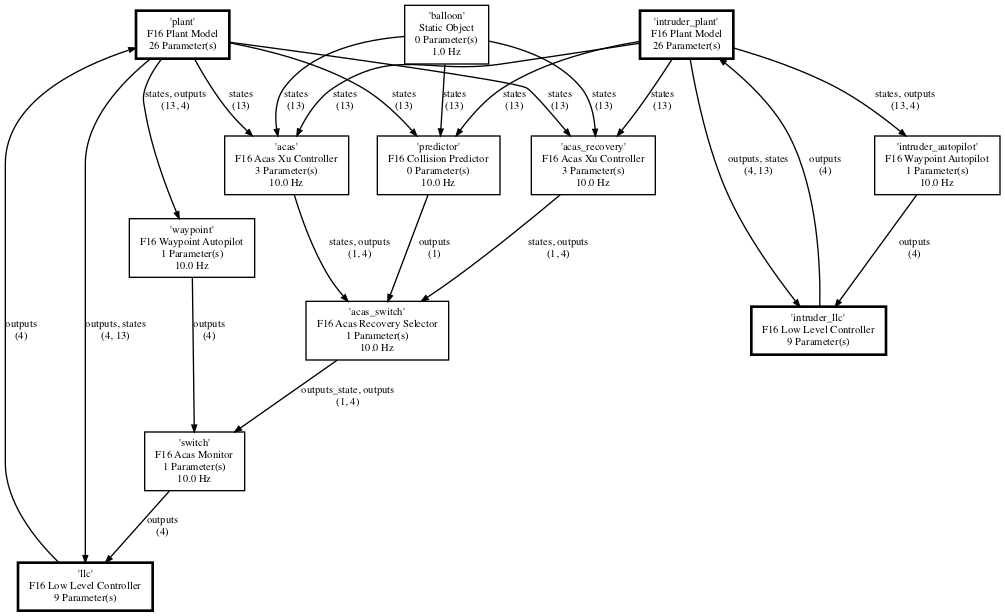 'plant'
F16 Plant Model
26 Parameter(s)
'balloon'
Static Object
0 Parameter(s)
1.0 Hz
'intruder_plant'
F16 Plant Model
26 Parameter(s)
states, outputs
(13, 4)
states
(13)
states
(13)
states
(13)
states
(13)
states
(13)
states
(13)
states
(13)
states
(13)
states, outputs
(13, 4)
'acas'
F16 Acas Xu Controller
3 Parameter(s)
10.0 Hz
'predictor'
F16 Collision Predictor
0 Parameter(s)
10.0 Hz
'acas_recovery'
F16 Acas Xu Controller
3 Parameter(s)
10.0 Hz
outputs, states
(4, 13)
outputs
(4)
'intruder_autopilot'
F16 Waypoint Autopilot
1 Parameter(s)
10.0 Hz
'waypoint'
F16 Waypoint Autopilot
1 Parameter(s)
10.0 Hz
states, outputs
(1, 4)
outputs
(1)
states, outputs
(1, 4)
outputs
(4)
outputs
(4)
outputs, states
(4, 13)
outputs
(4)
'acas_switch'
F16 Acas Recovery Selector
1 Parameter(s)
10.0 Hz
'intruder_llc'
F16 Low Level Controller
9 Parameter(s)
outputs_state, outputs
(1, 4)
'switch'
F16 Acas Monitor
1 Parameter(s)
10.0 Hz
outputs
(4)
'llc'
F16 Low Level Controller
9 Parameter(s)